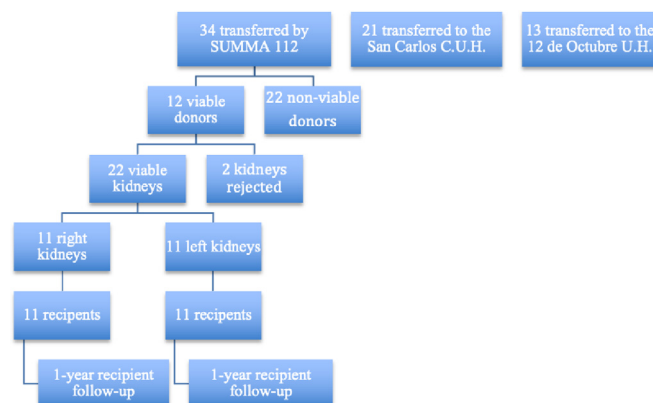 34 transferred by
SUMMA 112
21 transferred to the
San Carlos C.U.H.
13 transferred to the
12 de Octubre U.H.
12 viable
donors
22 non-viable
donors
22 viable
kidneys
2 kidneys
rejected
11 right
kidneys
11 left kidneys
11 recipents
11 recipents
1-year recipient
follow-up
1-year recipient
follow-up